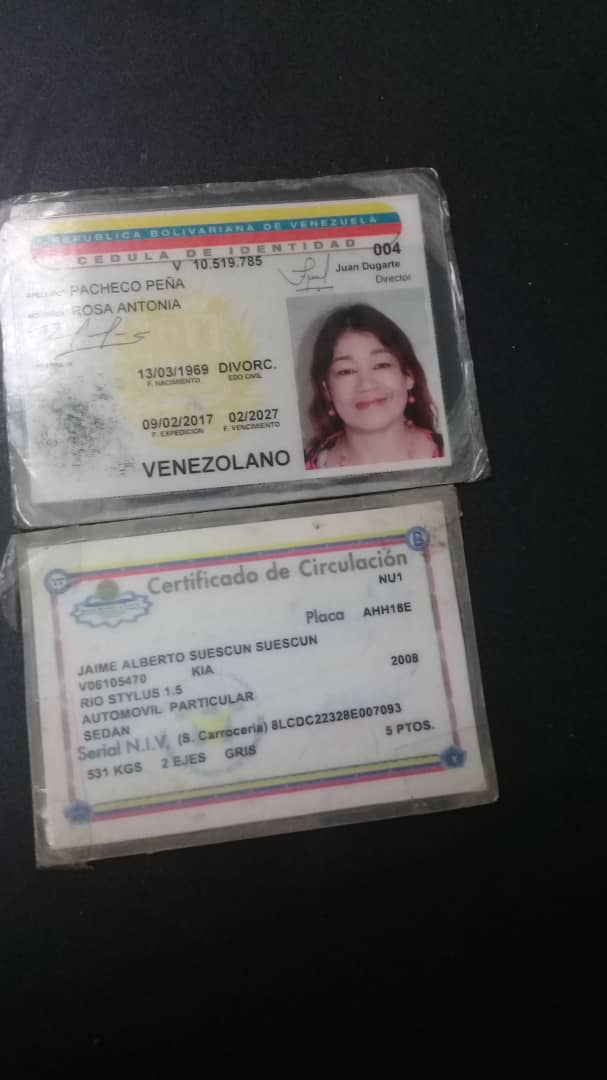 REPUBLICA BOLIVARIANA DE VENEZUELA
CEDULA DE IDENTIDAD
004
V 10.519.785
Juan Dugarte
Director
APELLIDOS PACHECO PEÑA
NOMBRES ROSA ANTONIA
13/03/1969 DIVORC.
F. NACIMIENTO EDO CIVIL
09/02/2017 02/2027
F. EXPEDICION F. VENCIMIENTO
VENEZOLANO
Certificado de Circulación
NU1
Placa AHH18E
JAIME ALBERTO SUESCUN SUESCUN
V06105470 KIA 2008
RIO STYLUS 1.5
AUTOMOVIL PARTICULAR
SEDAN
Serial N.I.V. (S. Carroceria) 8LCDC22328E007093
531 KGS 2 EJES GRIS 5 PTOS.